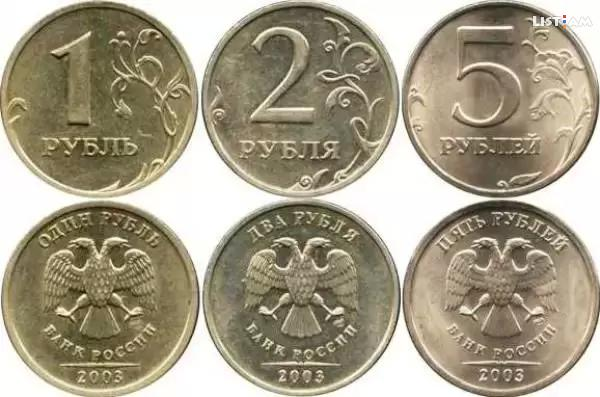 LIST.AM
1
РУБЛЬ
2
РУБЛЯ
5
РУБЛЕЙ
ОДИН РУБЛЬ
БАНК РОССИИ
2003
ДВА РУБЛЯ
БАНК РОССИИ
2003
ПЯТЬ РУБЛЕЙ
БАНК РОССИИ
2003